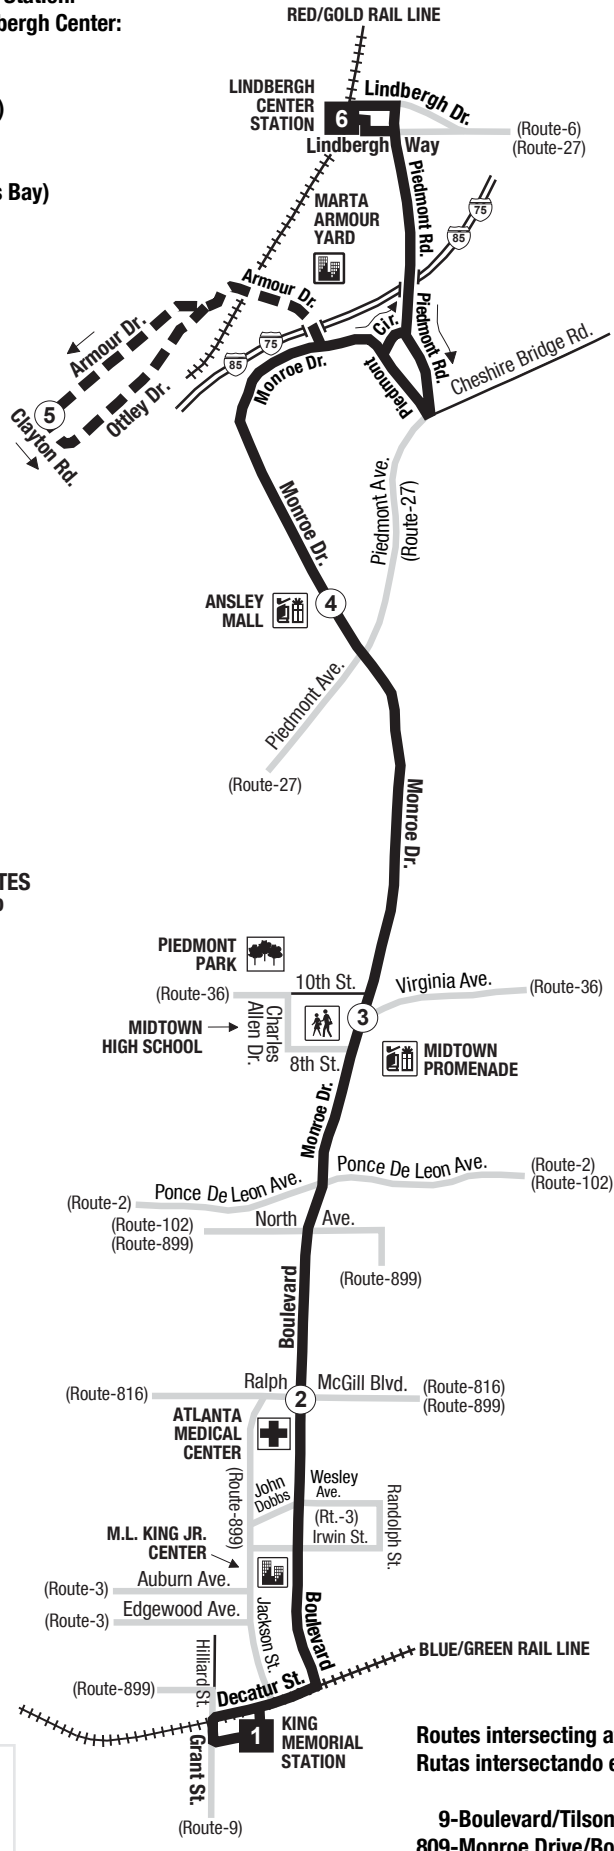 Station:
bergh Center:
)
s Bay)
RED/GOLD RAIL LINE
LINDBERGH
CENTER
STATION
6
Lindbergh Dr.
(Route-6)
(Route-27)
Lindbergh Way
Piedmont Rd.
MARTA
ARMOUR
YARD
75
85
Armour Dr.
Armour Dr.
Cir.
Piedmont Rd.
75
85
Cheshire Bridge Rd.
Monroe Dr.
Piedmont
Ottley Dr.
5
Clayton Rd.
Piedmont Ave.
(Route-27)
Monroe Dr.
ANSLEY
MALL
4
Piedmont Ave.
(Route-27)
Monroe Dr.
TES
PIEDMONT
PARK
10th St.
Virginia Ave.
(Route-36)
(Route-36)
Charles
Allen Dr.
3
MIDTOWN
HIGH SCHOOL
8th St.
MIDTOWN
PROMENADE
Monroe Dr.
Ponce De Leon Ave.
Ponce De Leon Ave.
(Route-2)
(Route-102)
(Route-2)
(Route-102)
(Route-899)
North Ave.
(Route-899)
Boulevard
Ralph McGill Blvd.
(Route-816)
(Route-816)
(Route-899)
2
ATLANTA
MEDICAL
CENTER
(Route-899)
John
Dobbs
Wesley
Ave.
(Rt.-3)
Irwin St.
Randolph St.
M.L. KING JR.
CENTER
Auburn Ave.
(Route-3)
Edgewood Ave.
(Route-3)
Jackson St.
Boulevard
BLUE/GREEN RAIL LINE
Hilliard St.
(Route-899)
Decatur St.
1
KING
MEMORIAL
STATION
Grant St.
(Route-9)
Routes intersecting a
Rutas intersectando e
9-Boulevard/Tilson
809-Monroe Drive/Bo